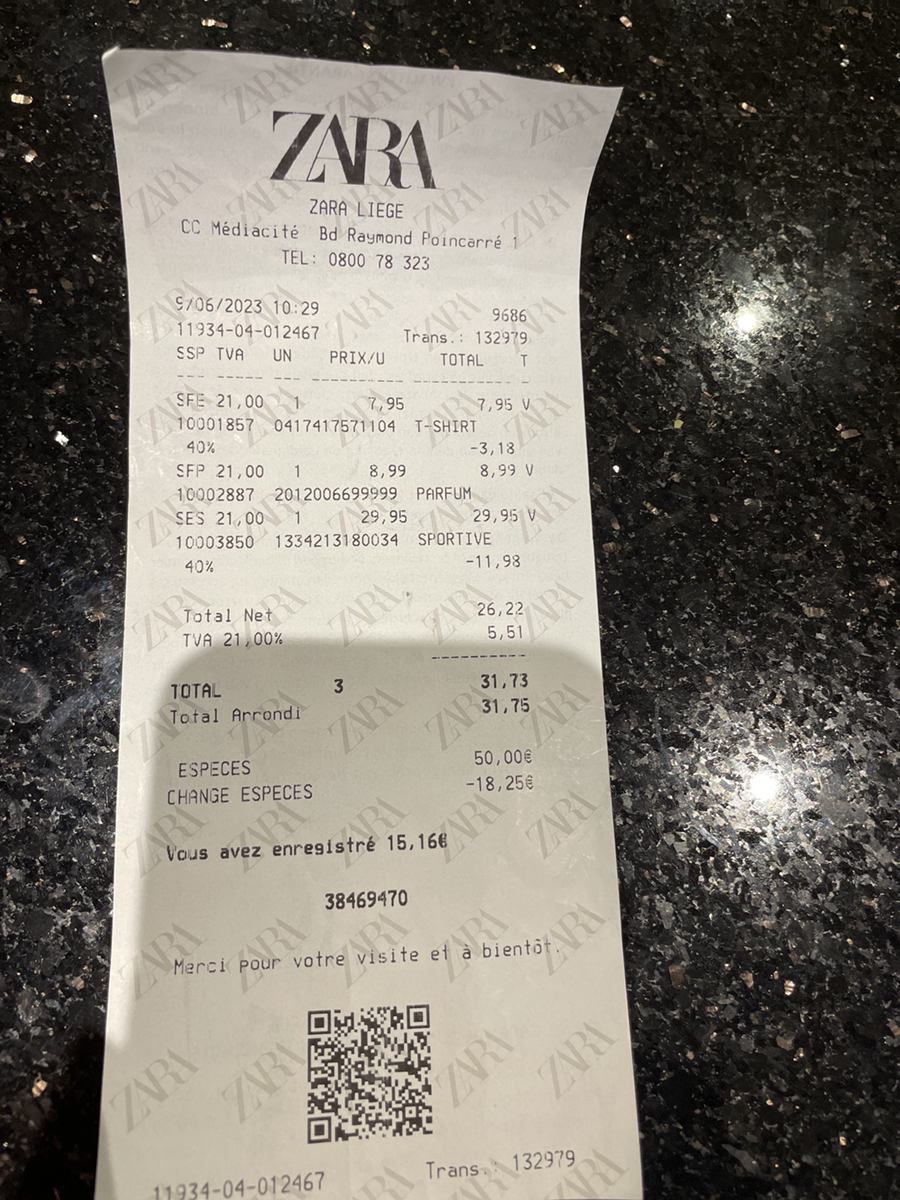 ZARA
ZARA LIEGE
CC Médiacité Bd Raymond Poincarré 1
TEL: 0800 78 323
9/06/2023 10:29 9686
11934-04-012467 Trans.: 132979
SSP TVA UN PRIX/U TOTAL T
--- ----- --- ---------- ----------- -
SFE 21,00 1 7,95 7,95 V
10001857 0417417571104 T-SHIRT
40% -3,18
SFP 21,00 1 8,99 8,99 V
10002887 2012006699999 PARFUM
SES 21,00 1 29,95 29,95 V
10003850 1334213180034 SPORTIVE
40% -11,98
Total Net 26,22
TVA 21,00% 5,51
----------
TOTAL 3 31,73
Total Arrondi 31,75
ESPECES 50,00€
CHANGE ESPECES -18,25€
Vous avez enregistré 15,16€
38469470
Merci pour votre visite et à bientôt.
11934-04-012467 Trans.: 132979